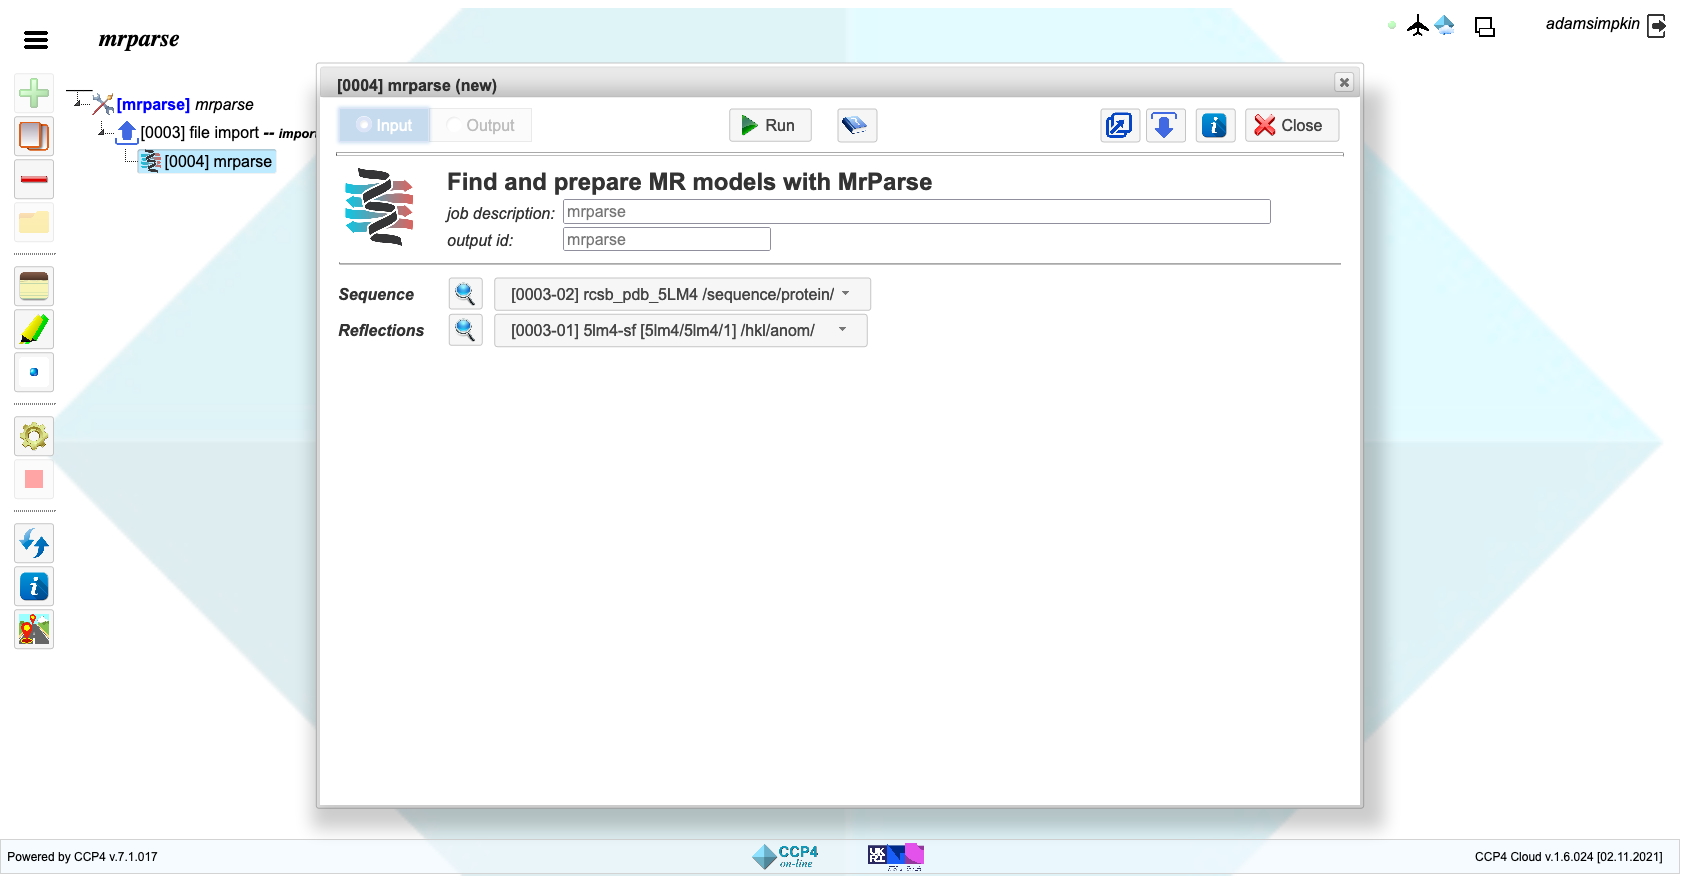 mrparse
adamsimpkin
[mrparse] mrparse
[0003] file import -- impor
[0004] mrparse
[0004] mrparse (new)
Input
Output
Run
Close
Find and prepare MR models with MrParse
job description: mrparse
output id: mrparse
Sequence [0003-02] rcsb_pdb_5LM4 /sequence/protein/
Reflections [0003-01] 5lm4-sf [5lm4/5lm4/1] /hkl/anom/
Powered by CCP4 v.7.1.017
CCP4
on-line
UK
RI
CCP4 Cloud v.1.6.024 [02.11.2021]